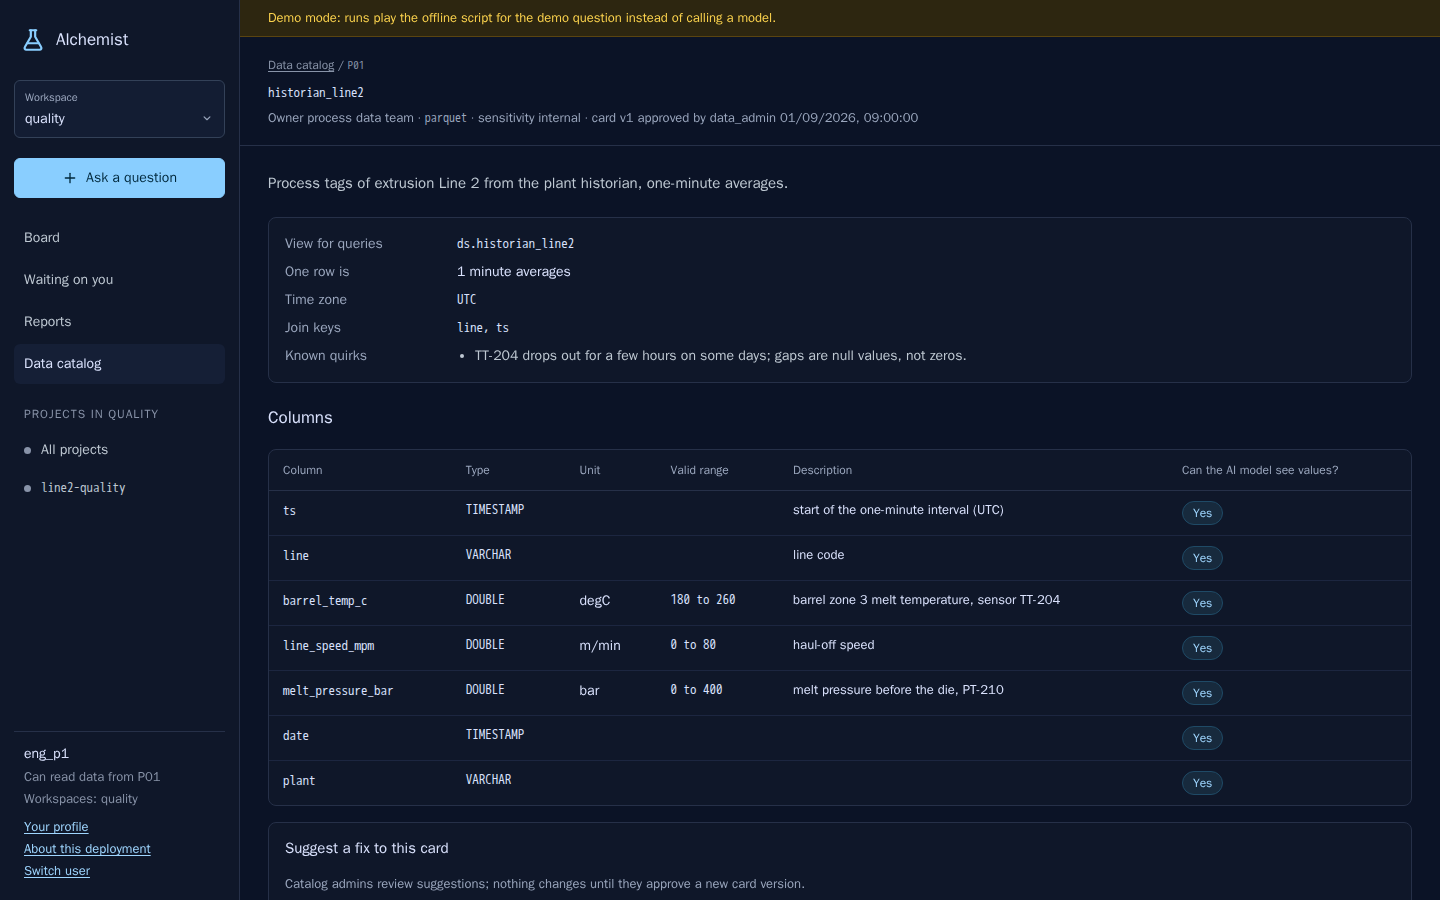 Demo mode: runs play the offline script for the demo question instead of calling a model.
Alchemist
Workspace
quality
Ask a question
Board
Waiting on you
Reports
Data catalog
PROJECTS IN QUALITY
All projects
line2-quality
eng_p1
Can read data from P01
Workspaces: quality
Your profile
About this deployment
Switch user
Data catalog / P01
historian_line2
Owner process data team · parquet · sensitivity internal · card v1 approved by data_admin 01/09/2026, 09:00:00
Process tags of extrusion Line 2 from the plant historian, one-minute averages.
View for queries ds.historian_line2
One row is 1 minute averages
Time zone UTC
Join keys line, ts
Known quirks • TT-204 drops out for a few hours on some days; gaps are null values, not zeros.
Columns
Column Type Unit Valid range Description Can the AI model see values?
ts TIMESTAMP start of the one-minute interval (UTC) Yes
line VARCHAR line code Yes
barrel_temp_c DOUBLE degC 180 to 260 barrel zone 3 melt temperature, sensor TT-204 Yes
line_speed_mpm DOUBLE m/min 0 to 80 haul-off speed Yes
melt_pressure_bar DOUBLE bar 0 to 400 melt pressure before the die, PT-210 Yes
date TIMESTAMP Yes
plant VARCHAR Yes
Suggest a fix to this card
Catalog admins review suggestions; nothing changes until they approve a new card version.